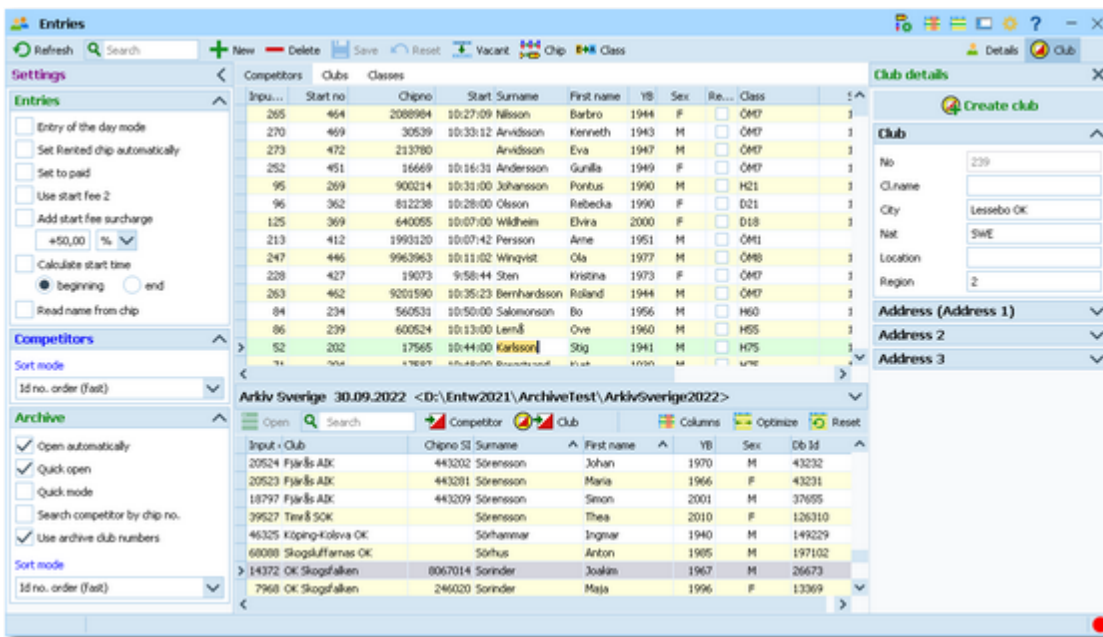 Entries
?
Refresh Search New Delete Save Reset Vacant Chip Class Details Club
Settings
Entries
Entry of the day mode
Set Rented chip automatically
Set to paid
Use start fee 2
Add start fee surcharge
+50,00 %
Calculate start time
beginning end
Read name from chip
Competitors
Sort mode
Id no. order (fast)
Archive
Open automatically
Quick open
Quick mode
Search competitor by chip no.
Use archive club numbers
Sort mode
Id no. order (fast)
Competitors Clubs Classes
Inpu... Start no Chipno Start Surname First name YB Sex Re... Class
265 464 2088984 10:27:09 Nilsson Barbro 1944 F ÖM7
270 469 30539 10:33:12 Arvidsson Kenneth 1943 M ÖM7
273 472 213780 Arvidsson Eva 1947 M ÖM7
252 451 16669 10:16:31 Andersson Gunilla 1949 F ÖM7
95 269 900214 10:31:00 Johansson Pontus 1990 M H21
96 362 812238 10:28:00 Olsson Rebecka 1990 F D21
125 369 640055 10:07:00 Wildheim Elvira 2000 F D18
213 412 1993120 10:07:42 Persson Arne 1951 M ÖM1
247 446 9963963 10:11:02 Winqvist Ola 1977 M ÖM8
228 427 19073 9:58:44 Sten Kristina 1973 F ÖM7
263 462 9201590 10:35:23 Bernhardsson Roland 1944 M ÖM7
84 234 560531 10:50:00 Salomonson Bo 1956 M H60
86 239 600524 10:13:00 Lernå Ove 1960 M H55
52 202 17565 10:44:00 Karlsson Stig 1941 M H75
Arkiv Sverige 30.09.2022 <D:\Entw2021\ArchiveTest\ArkivSverige2022>
Open Search Competitor Club Columns Optimize Reset
Input Club Chipno SI Surname First name YB Sex Db Id
20524 Fjärås AIK 443202 Sörensson Johan 1970 M 43232
20523 Fjärås AIK 443281 Sörensson Maria 1966 F 43231
18797 Fjärås AIK 443209 Sörensson Simon 2001 M 37655
39527 Timrå SOK Sörensson Thea 2010 F 126310
46325 Köping-Kolsva OK Sörhammar Ingmar 1940 M 149229
68088 Skogsluffarnas OK Sörhus Anton 1985 M 197102
14372 OK Skogsfalken 8067014 Sorinder Joakim 1967 M 26673
7968 OK Skogsfalken 246020 Sorinder Maja 1996 F 13369
Club details
Create club
Club
No 239
Cl.name
City Lessebo OK
Nat SWE
Location
Region 2
Address (Address 1)
Address 2
Address 3